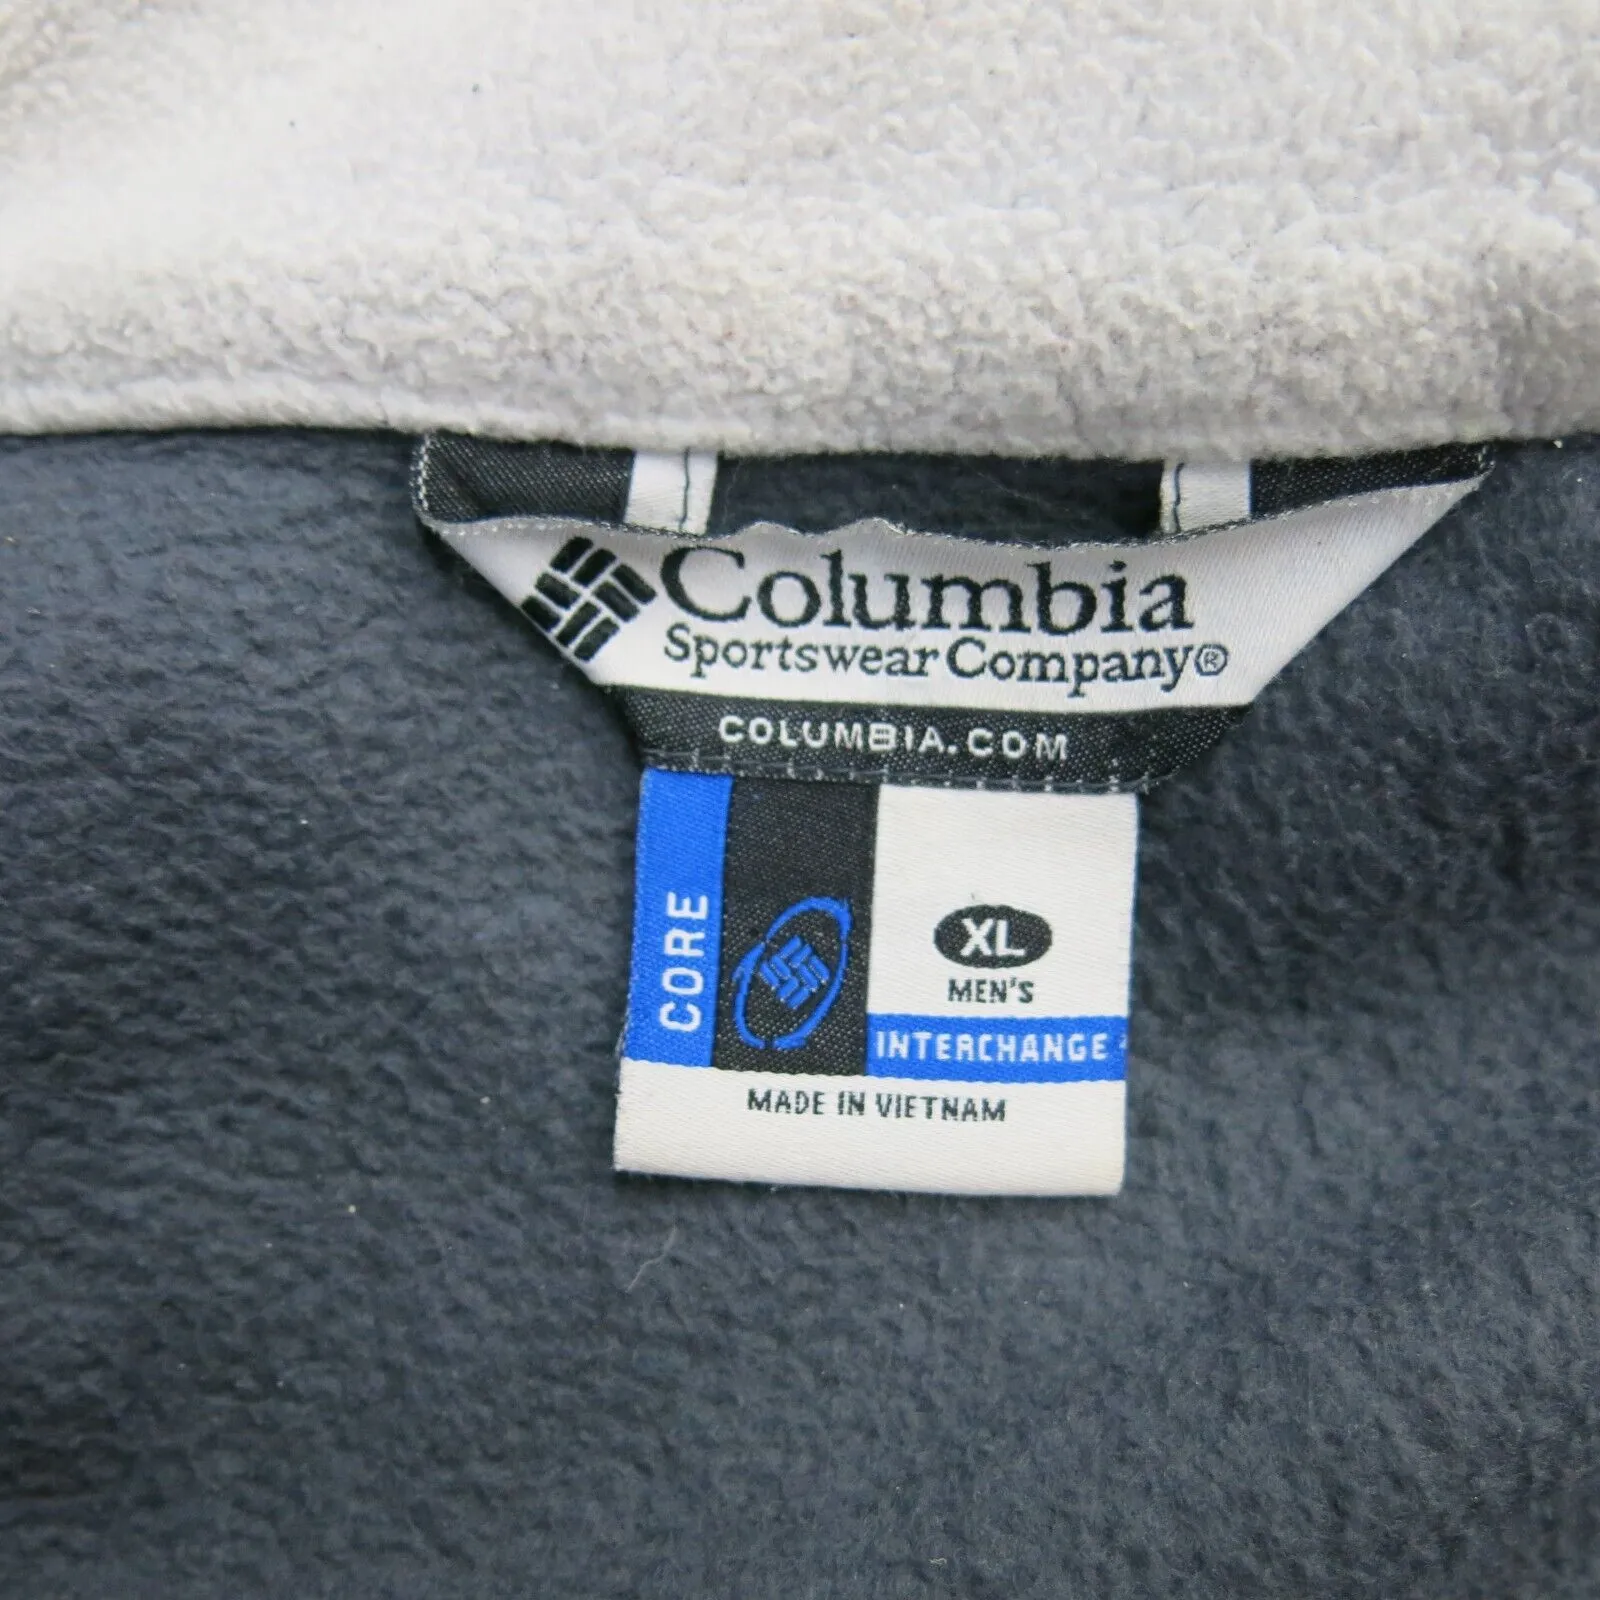 Columbia
Sportswear Company®
COLUMBIA.COM
CORE
XL
MEN'S
INTERCHANGE
MADE IN VIETNAM